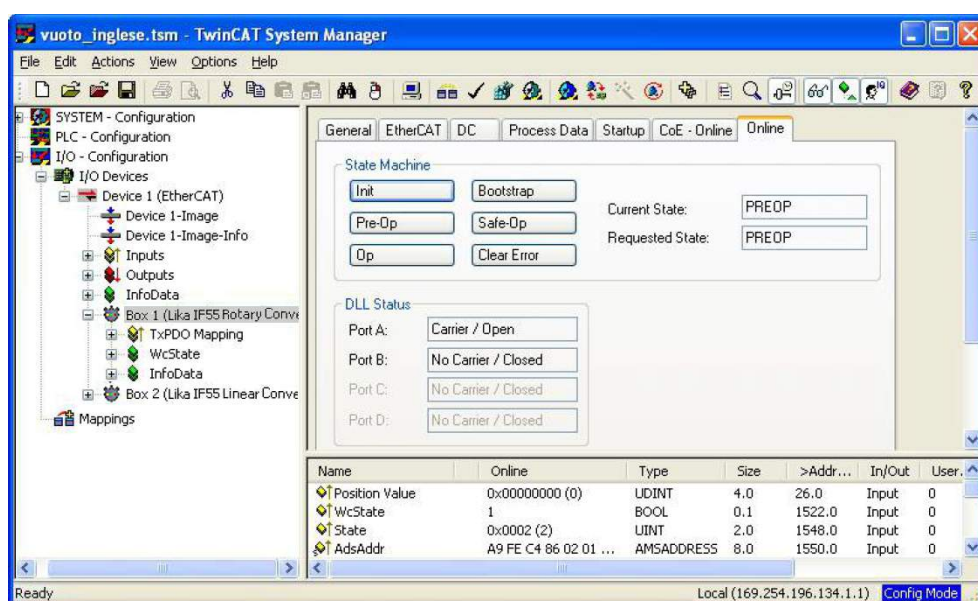 vuoto_inglese.tsm - TwinCAT System Manager
File Edit Actions View Options Help
SYSTEM - Configuration
PLC - Configuration
I/O - Configuration
I/O Devices
Device 1 (EtherCAT)
Device 1-Image
Device 1-Image-Info
Inputs
Outputs
InfoData
Box 1 (Lika IF55 Rotary Conve
TxPDO Mapping
WcState
InfoData
Box 2 (Lika IF55 Linear Conve
Mappings
General EtherCAT DC Process Data Startup CoE - Online Online
State Machine
Init Bootstrap
Pre-Op Safe-Op
Op Clear Error
Current State: PREOP
Requested State: PREOP
DLL Status
Port A: Carrier / Open
Port B: No Carrier / Closed
Port C: No Carrier / Closed
Port D: No Carrier / Closed
Name Online Type Size >Addr... In/Out User.
Position Value 0x00000000 (0) UDINT 4.0 26.0 Input 0
WcState 1 BOOL 0.1 1522.0 Input 0
State 0x0002 (2) UINT 2.0 1548.0 Input 0
AdsAddr A9 FE C4 86 02 01 ... AMSADDRESS 8.0 1550.0 Input 0
Ready Local (169.254.196.134.1.1) Config Mode